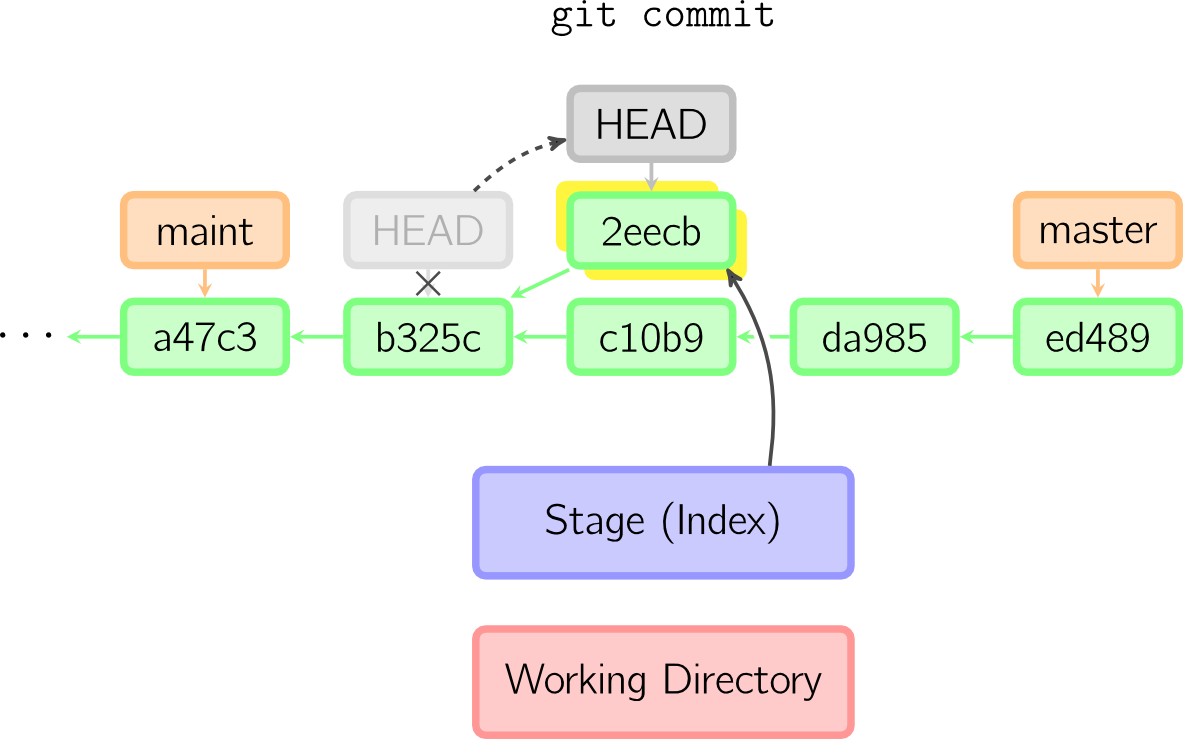 git commit
HEAD
maint
HEAD
2eecb
master
...
a47c3
b325c
c10b9
da985
ed489
Stage (Index)
Working Directory